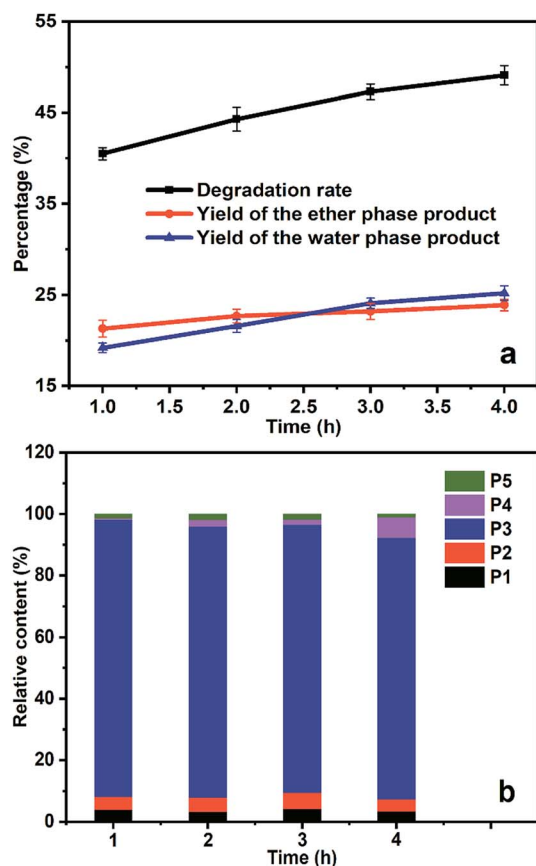 55
45
35
25
15
Percentage (%)
Degradation rate
Yield of the ether phase product
Yield of the water phase product
a
1.0 1.5 2.0 2.5 3.0 3.5 4.0
Time (h)
120
100
80
60
40
20
0
Relative content (%)
P5
P4
P3
P2
P1
b
1 2 3 4
Time (h)